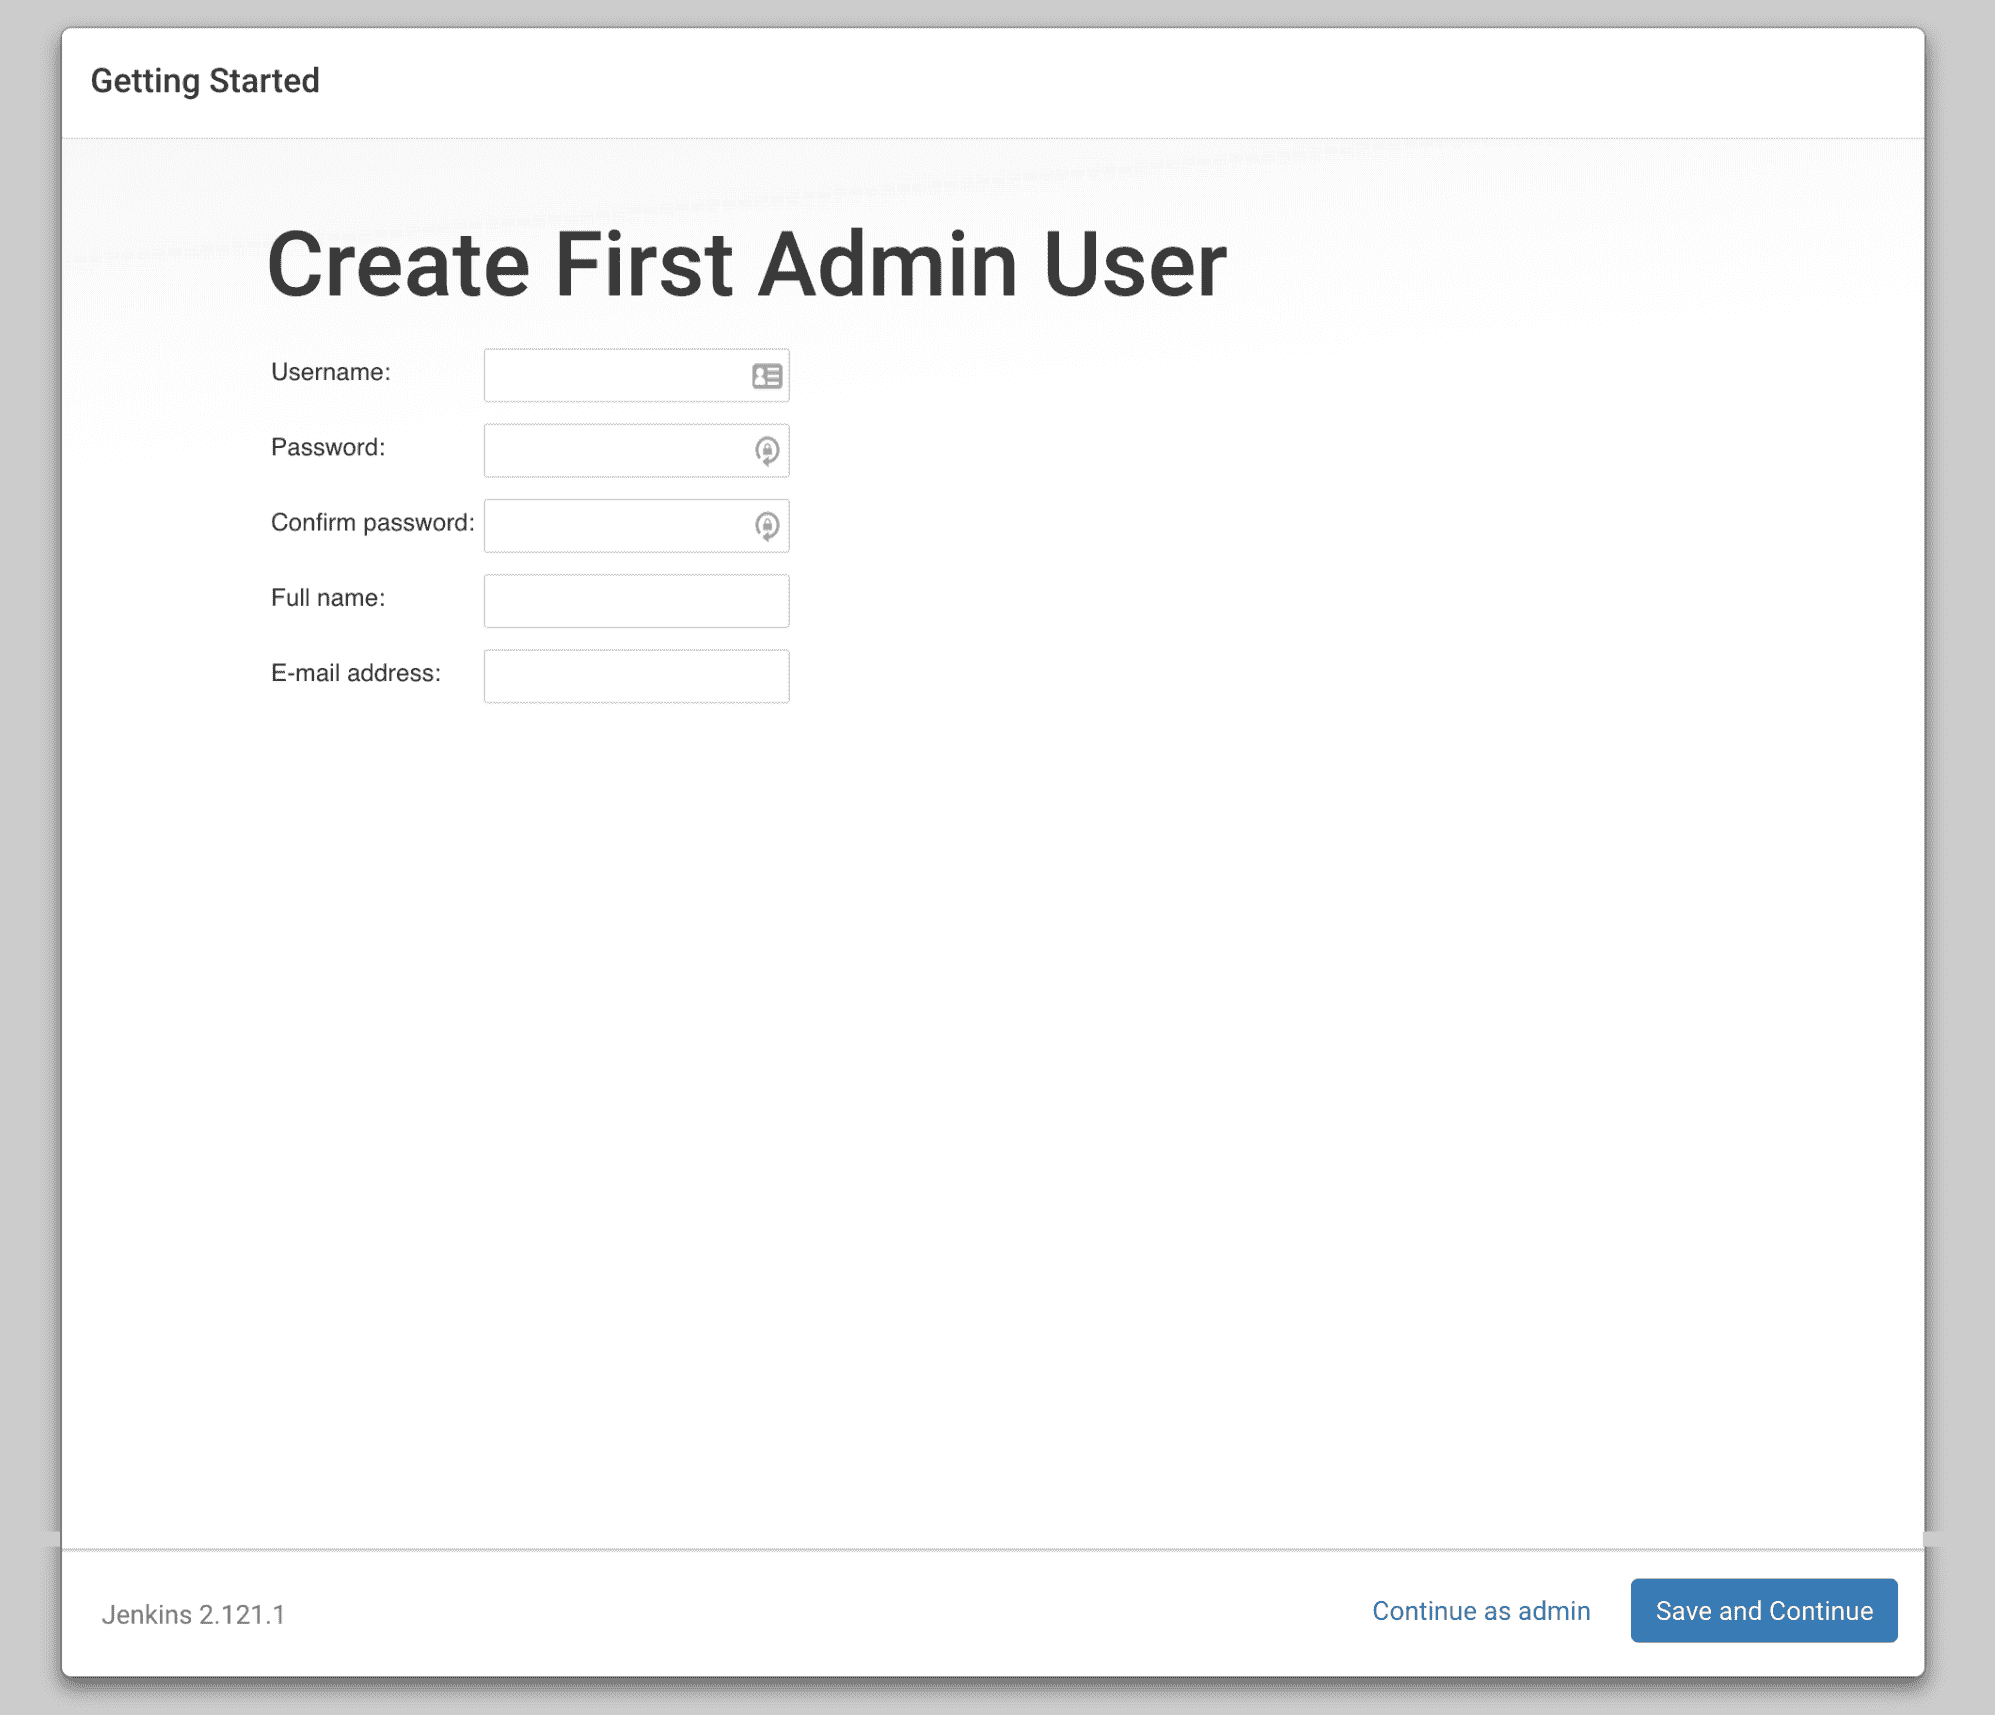 Getting Started
Create First Admin User
Username:
Password:
Confirm password:
Full name:
E-mail address:
Jenkins 2.121.1
Continue as admin
Save and Continue